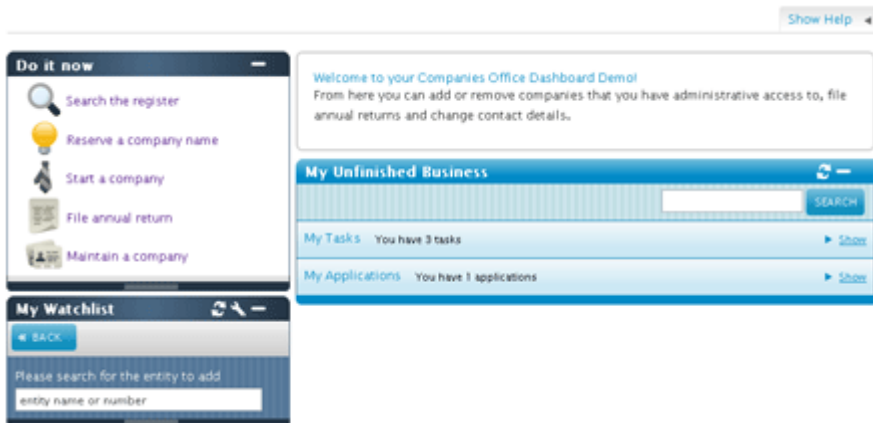 Show Help
Do it now
Search the register
Reserve a company name
Start a company
File annual return
Maintain a company
My Watchlist
BACK
Please search for the entity to add
entity name or number
Welcome to your Companies Office Dashboard Demo!
From here you can add or remove companies that you have administrative access to, file
annual returns and change contact details.
My Unfinished Business
SEARCH
My Tasks You have 3 tasks Show
My Applications You have 1 applications Show